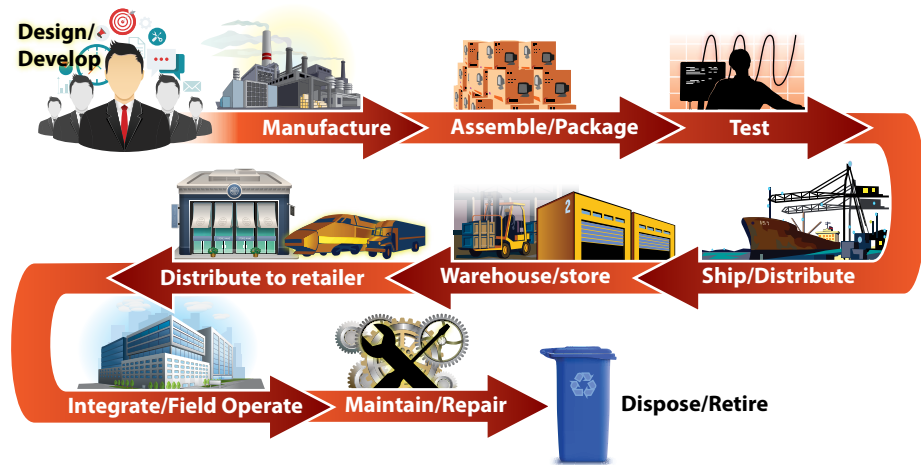 Design/
Develop
Manufacture
Assemble/Package
Test
2
Ship/Distribute
Warehouse/store
Distribute to retailer
Integrate/Field Operate
Maintain/Repair
Dispose/Retire